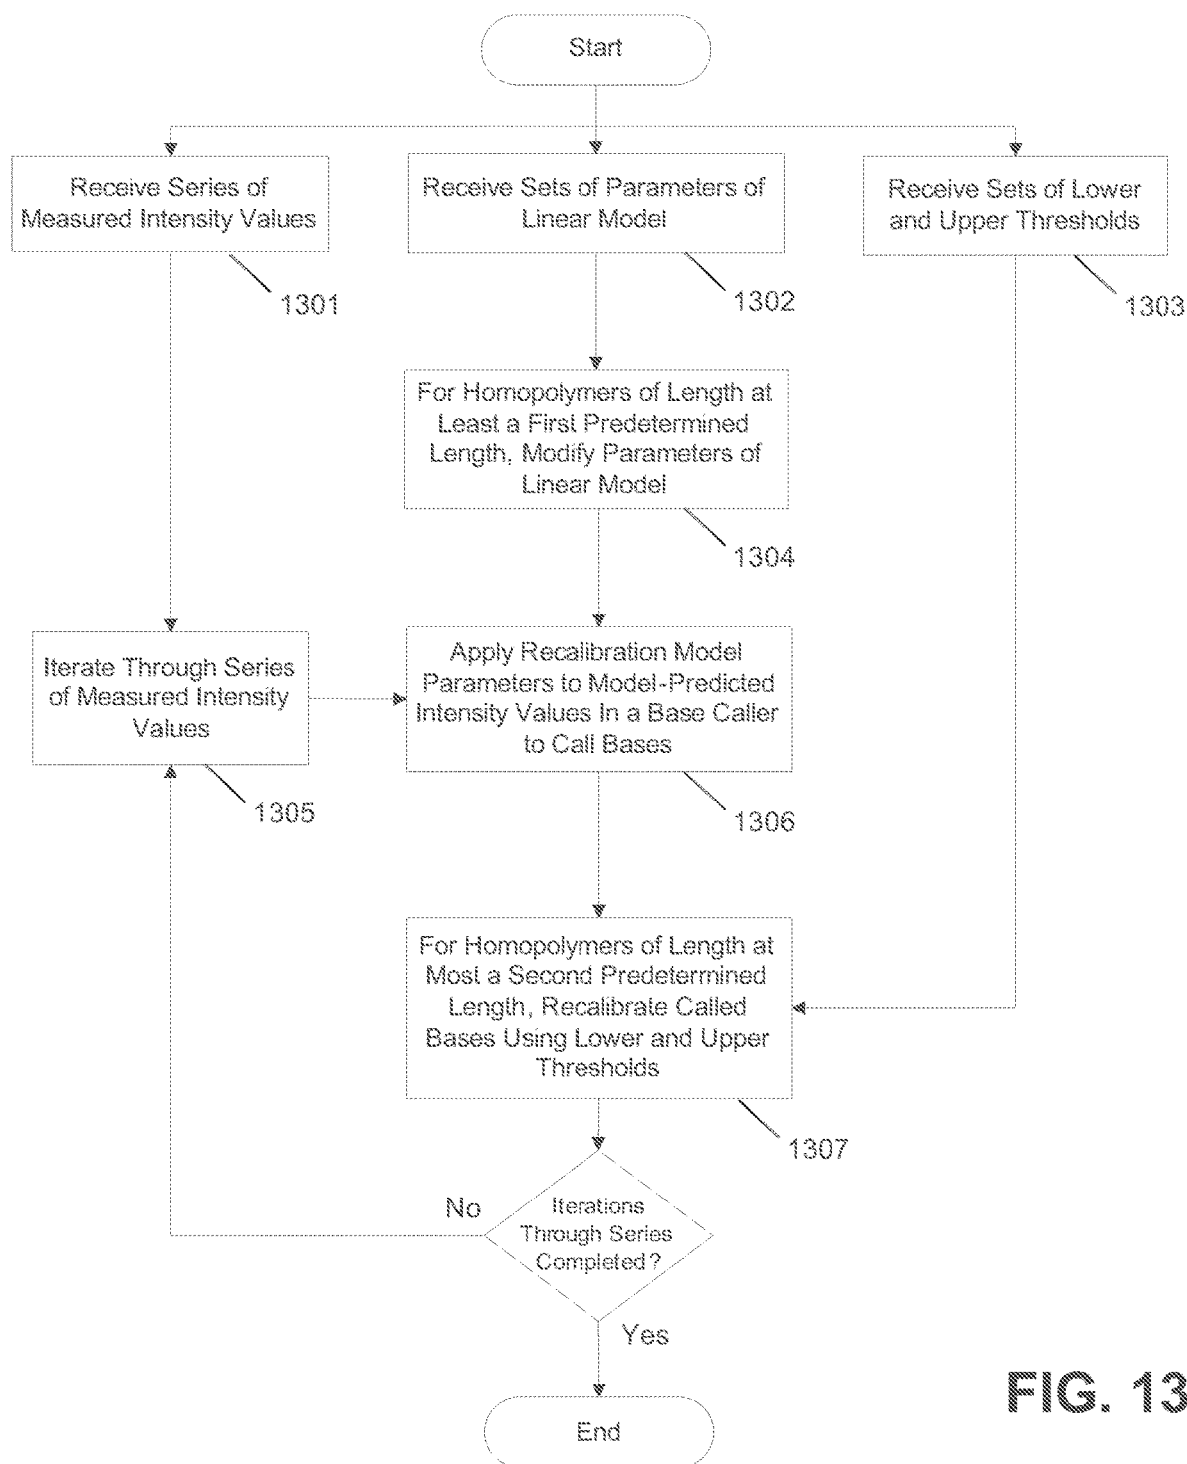 Start
Receive Series of
Measured Intensity Values
1301
Receive Sets of Parameters of
Linear Model
1302
Receive Sets of Lower
and Upper Thresholds
1303
For Homopolymers of Length at
Least a First Predetermined
Length, Modify Parameters of
Linear Model
1304
Iterate Through Series
of Measured Intensity
Values
1305
Apply Recalibration Model
Parameters to Model-Predicted
Intensity Values In a Base Caller
to Call Bases
1306
For Homopolymers of Length at
Most a Second Predetermined
Length, Recalibrate Called
Bases Using Lower and Upper
Thresholds
1307
No
Iterations
Through Series
Completed?
Yes
End
FIG. 13